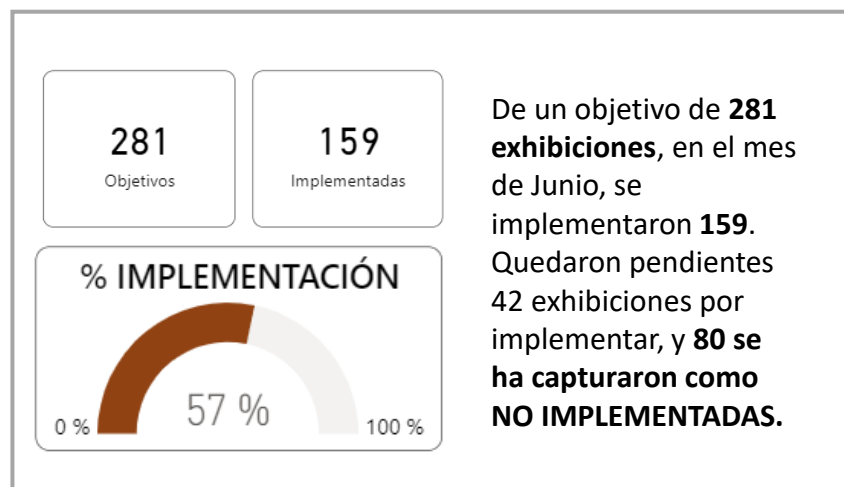 281
Objetivos
159
Implementadas
% IMPLEMENTACIÓN
57 %
0 %
100 %
De un objetivo de 281
exhibiciones, en el mes
de Junio, se
implementaron 159.
Quedaron pendientes
42 exhibiciones por
implementar, y 80 se
ha capturaron como
NO IMPLEMENTADAS.